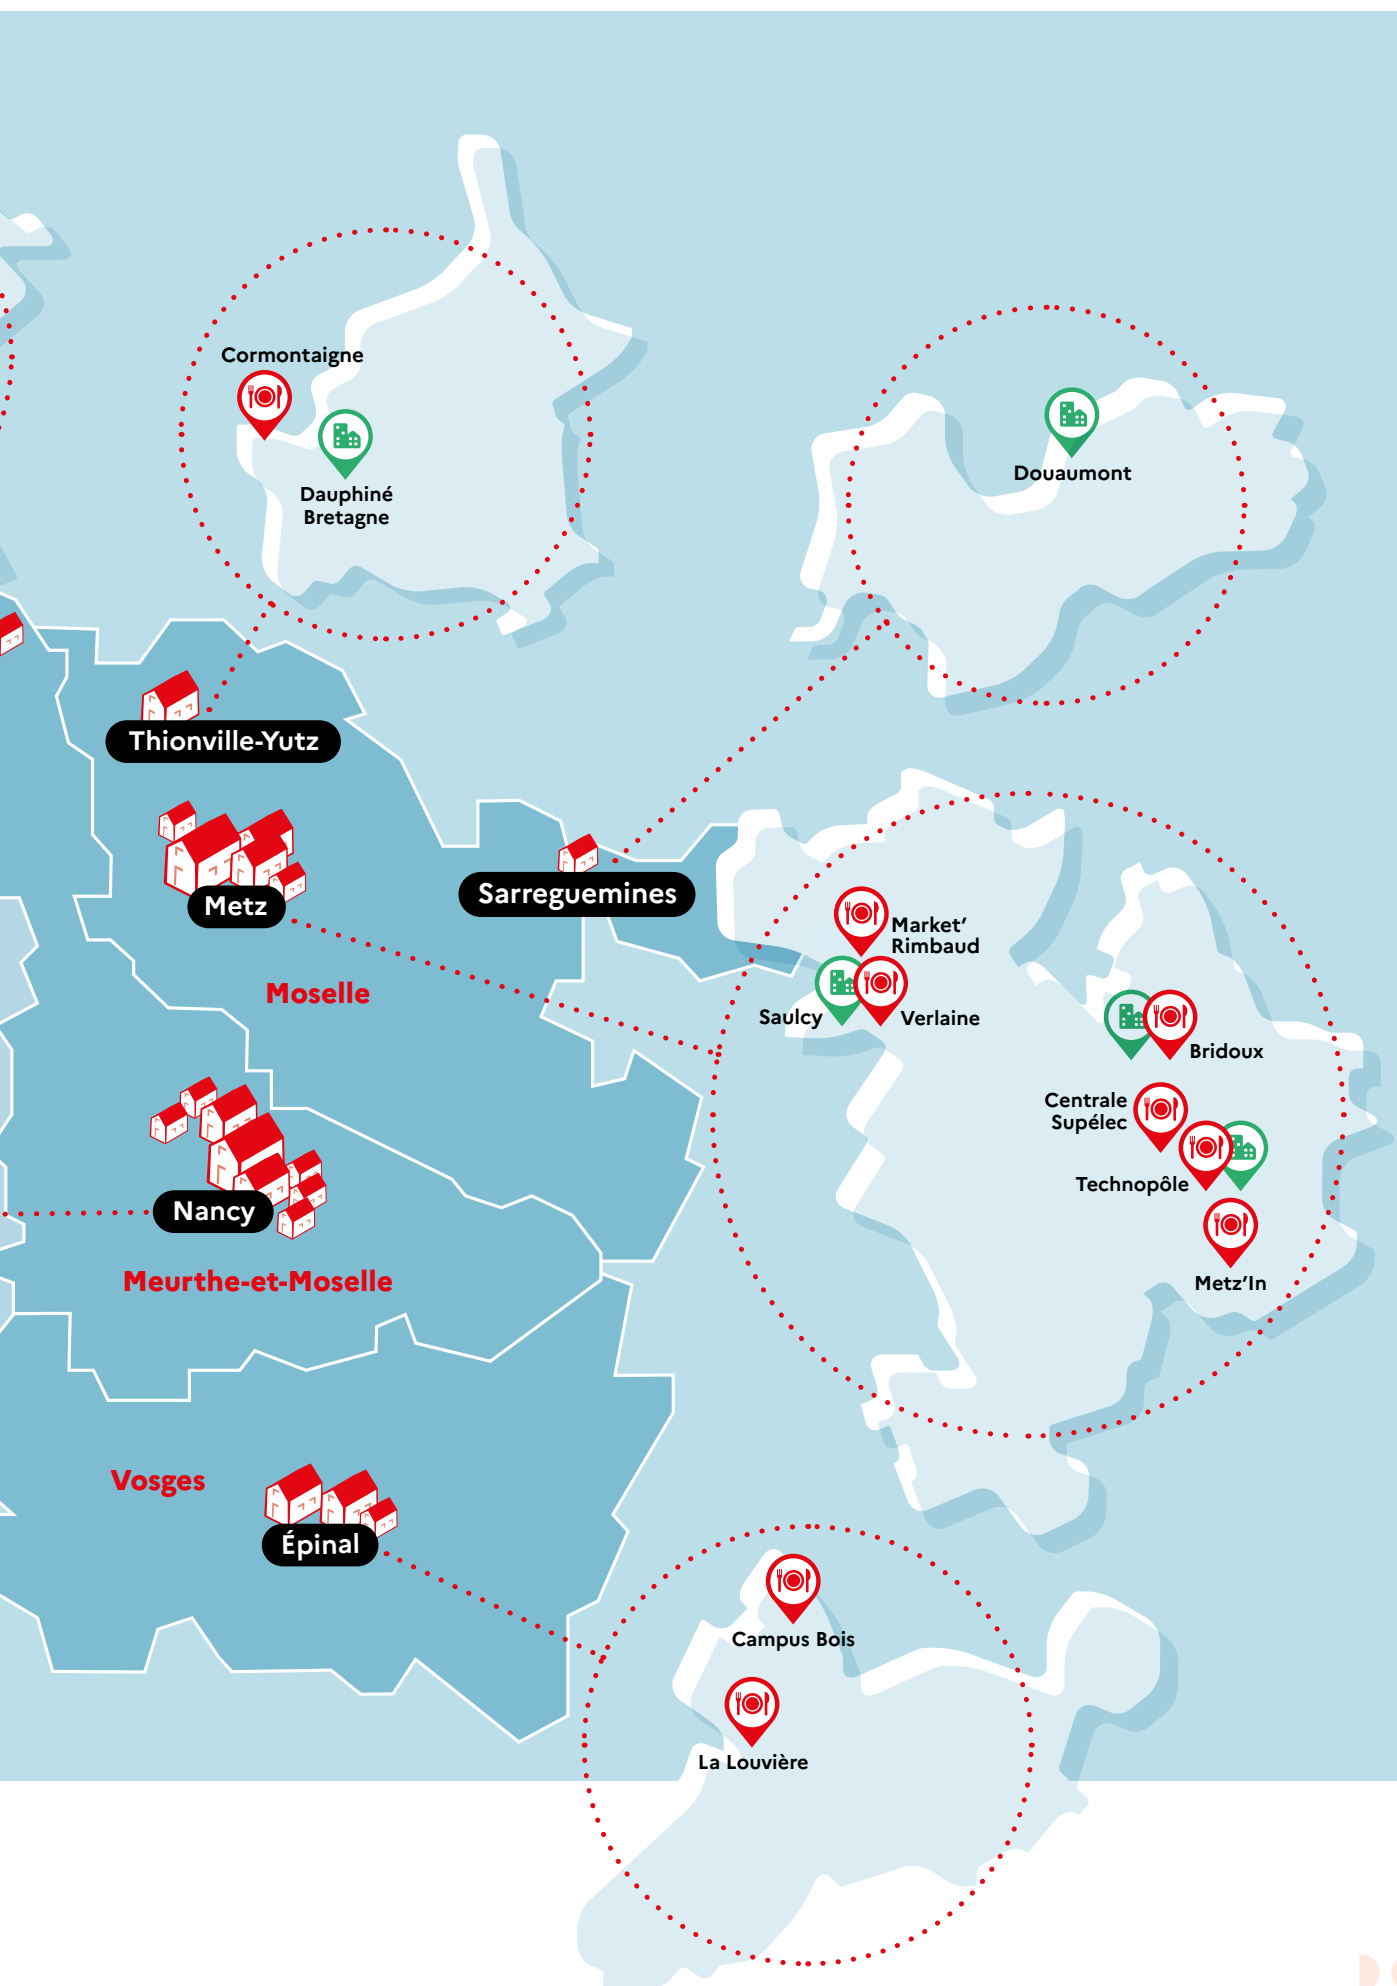 Cormontaigne
Dauphiné
Bretagne
Douaumont
Thionville-Yutz
Metz
Sarreguemines
Moselle
Market’
Rimbaud
Saulcy
Verlaine
Bridoux
Centrale
Supélec
Technopôle
Metz’In
Nancy
Meurthe-et-Moselle
Vosges
Épinal
Campus Bois
La Louvière